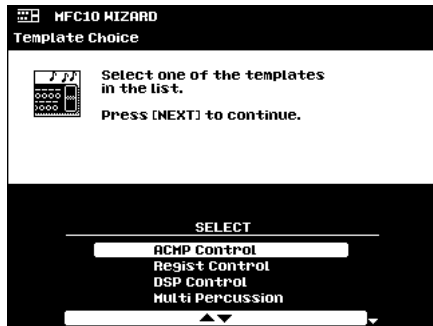 MFC10 WIZARD
Template Choice
Select one of the templates
in the list.
Press [NEXT] to continue.
SELECT
ACMP Control
Regist Control
DSP Control
Multi Percussion